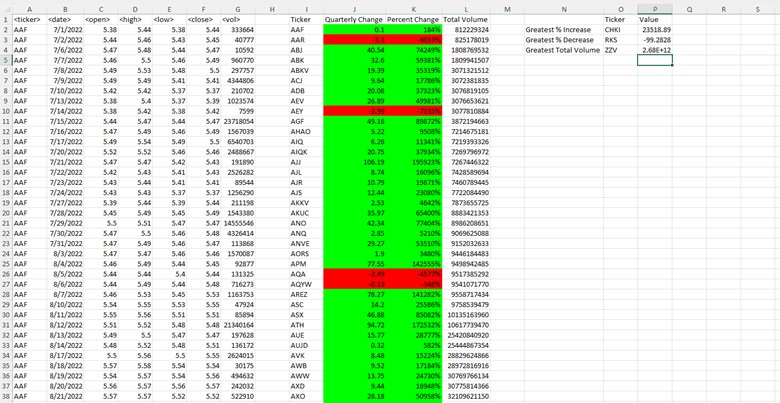 A B C D E F G H I J K L M N O P Q R S
1 <ticker> <date> <open> <high> <low> <close> <vol> Ticker Quarterly Change Percent Change Total Volume Ticker Value
2 AAF 7/1/2022 5.38 5.44 5.38 5.44 333664 AAF 0.1 184% 812229324 Greatest % Increase CHKI 23518.89
3 AAF 7/2/2022 5.44 5.46 5.44 5.46 40777 AAR 825178019 Greatest % Decrease RKS -99.2828
4 AAF 7/6/2022 5.47 5.48 5.44 5.47 10592 ABJ 40.54 74249% 1808769532 Greatest Total Volume ZZV 2.68E+12
5 AAF 7/7/2022 5.46 5.5 5.46 5.49 960770 ABK 32.6 59381% 1809941507
6 AAF 7/8/2022 5.49 5.53 5.48 5.5 297757 ABKV 19.39 35319% 3071321512
7 AAF 7/9/2022 5.49 5.49 5.41 5.41 4344806 ACJ 9.64 17786% 3072381835
8 AAF 7/10/2022 5.42 5.42 5.37 5.37 210702 ADB 20.08 37323% 3076819105
9 AAF 7/13/2022 5.38 5.4 5.37 5.39 1023574 AEV 26.89 49981% 3076653621
10 AAF 7/14/2022 5.38 5.42 5.38 5.42 7599 AEY 3077810884
11 AAF 7/15/2022 5.44 5.47 5.44 5.47 23718054 AGF 49.16 89872% 3872194663
12 AAF 7/16/2022 5.47 5.49 5.46 5.49 1567039 AHAO 5.22 9508% 7214675181
13 AAF 7/17/2022 5.49 5.54 5.49 5.5 6540703 AIQ 6.26 11341% 7219393326
14 AAF 7/20/2022 5.52 5.52 5.46 5.46 2488667 AIQK 20.75 37934% 7269796972
15 AAF 7/21/2022 5.47 5.47 5.42 5.43 191890 AJJ 106.19 195923% 7267446322
16 AAF 7/22/2022 5.42 5.43 5.41 5.43 2526282 AJL 8.74 16096% 7428589694
17 AAF 7/23/2022 5.43 5.44 5.41 5.41 89544 AJR 10.79 19871% 7460789445
18 AAF 7/24/2022 5.43 5.43 5.37 5.37 1256290 AJS 12.44 23080% 7722084490
19 AAF 7/27/2022 5.39 5.44 5.39 5.44 211198 AKKV 2.53 4642% 7873655725
20 AAF 7/28/2022 5.45 5.49 5.45 5.49 1543380 AKUC 35.97 65400% 8883421353
21 AAF 7/29/2022 5.5 5.51 5.47 5.47 14555546 ANO 42.34 77404% 8986208651
22 AAF 7/30/2022 5.47 5.5 5.46 5.48 4326414 ANQ 2.85 5210% 9069625088
23 AAF 7/31/2022 5.47 5.49 5.46 5.47 113868 ANVE 29.27 53510% 9152032633
24 AAF 8/3/2022 5.47 5.49 5.46 5.47 1570087 AORS 1.9 3480% 9446184483
25 AAF 8/4/2022 5.46 5.49 5.44 5.45 92877 APM 77.55 142555% 9498942485
26 AAF 8/5/2022 5.44 5.44 5.4 5.44 131325 AQA -2.49 -4577% 9517385292
27 AAF 8/6/2022 5.44 5.49 5.44 5.48 716273 AQYW -0.19 -348% 9541071770
28 AAF 8/7/2022 5.46 5.53 5.45 5.53 1163753 AREZ 78.27 141282% 9558717434
29 AAF 8/10/2022 5.54 5.55 5.53 5.55 47924 ASC 14.2 25586% 9758539479
30 AAF 8/11/2022 5.55 5.56 5.51 5.51 85894 ASX 46.88 85082% 10135163960
31 AAF 8/12/2022 5.51 5.52 5.48 5.48 21340164 ATH 94.72 172532% 10617739470
32 AAF 8/13/2022 5.49 5.5 5.47 5.47 197628 AUE 15.77 28777% 25420840920
33 AAF 8/14/2022 5.48 5.52 5.48 5.51 136172 AUJD 0.32 582% 25444867354
34 AAF 8/17/2022 5.5 5.56 5.5 5.55 2624015 AVK 8.48 15224% 28829624866
35 AAF 8/18/2022 5.57 5.58 5.54 5.54 30175 AWB 9.52 17184% 28972816916
36 AAF 8/19/2022 5.54 5.57 5.54 5.56 494632 AWW 13.75 24730% 30769766134
37 AAF 8/20/2022 5.56 5.57 5.56 5.57 242032 AXD 9.44 16948% 30775814366
38 AAF 8/21/2022 5.57 5.57 5.52 5.52 522910 AXO 28.18 50958% 32109621150